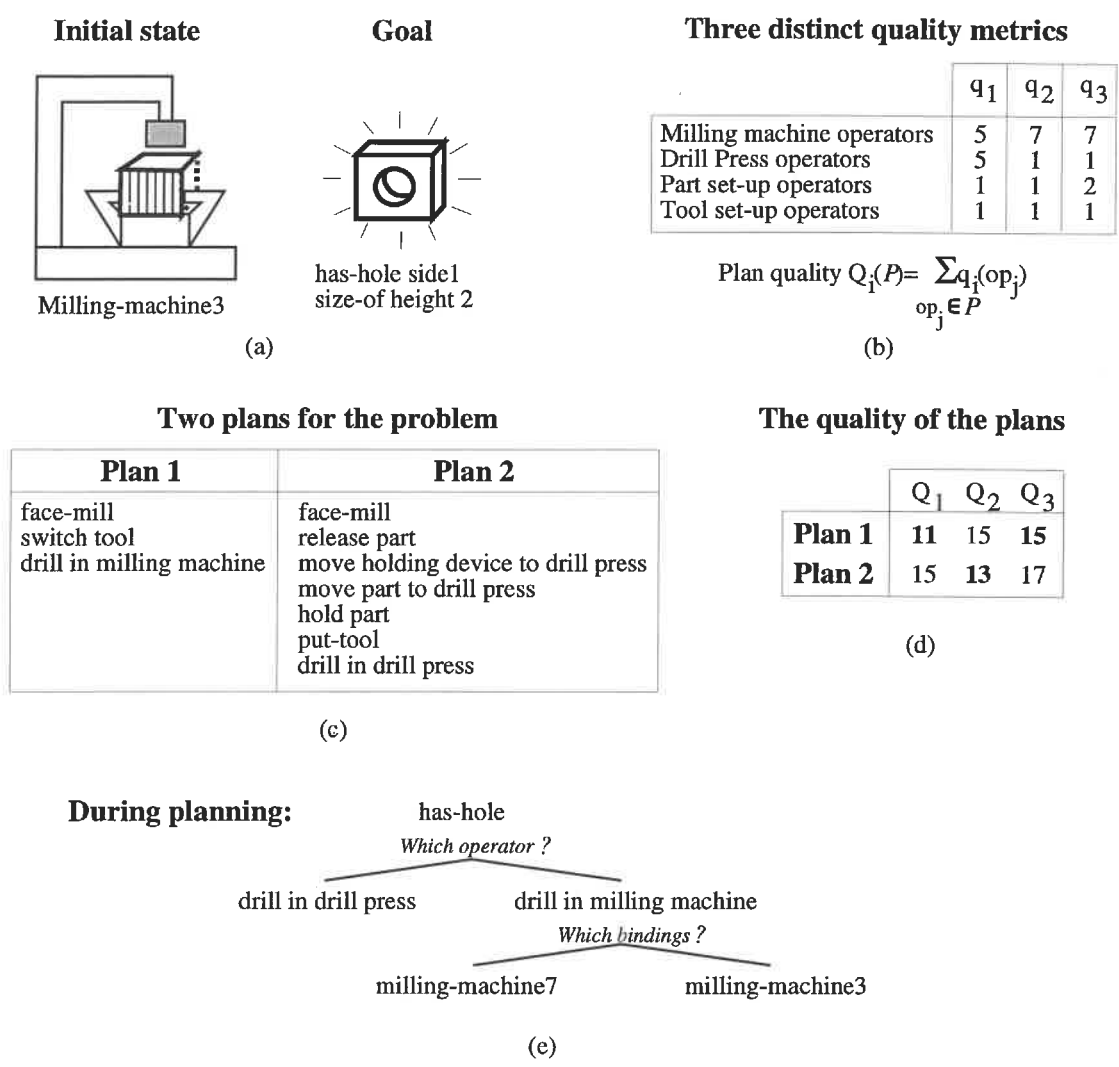 Initial state
Goal
Milling-machine3
has-hole side1
size-of height 2
(a)
Three distinct quality metrics
q1 q2 q3
Milling machine operators 5 7 7
Drill Press operators 5 1 1
Part set-up operators 1 1 2
Tool set-up operators 1 1 1
Plan quality Qi(P)= Σqi(opj)
opj∈P
(b)
Two plans for the problem
Plan 1 Plan 2
face-mill face-mill
switch tool release part
drill in milling machine move holding device to drill press
move part to drill press
hold part
put-tool
drill in drill press
(c)
The quality of the plans
Q1 Q2 Q3
Plan 1 11 15 15
Plan 2 15 13 17
(d)
During planning: has-hole
Which operator ?
drill in drill press drill in milling machine
Which bindings ?
milling-machine7 milling-machine3
(e)